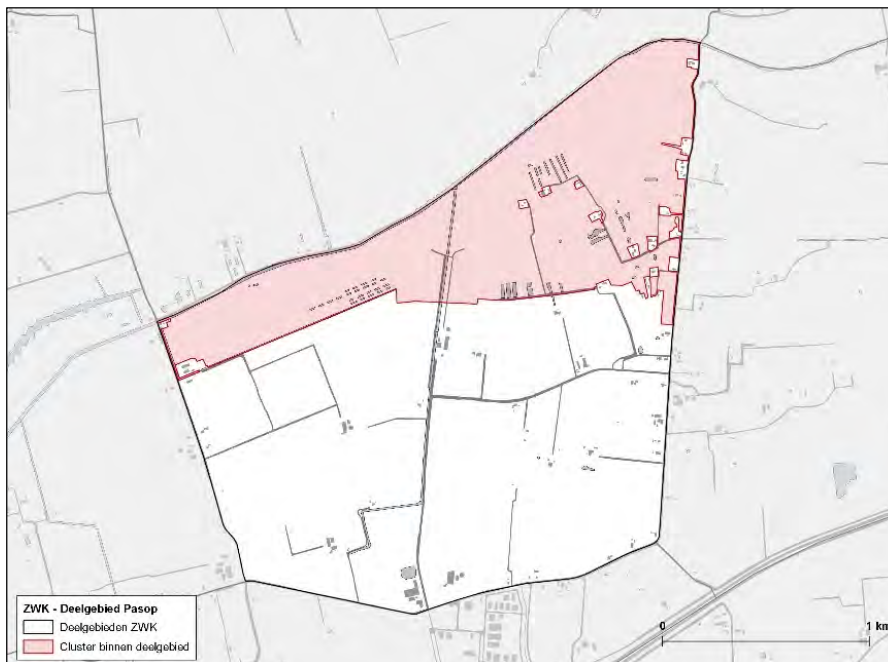 ZWK - Deelgebied Pasop
Deelgebieden ZWK
Cluster binnen deelgebied
0 1 km